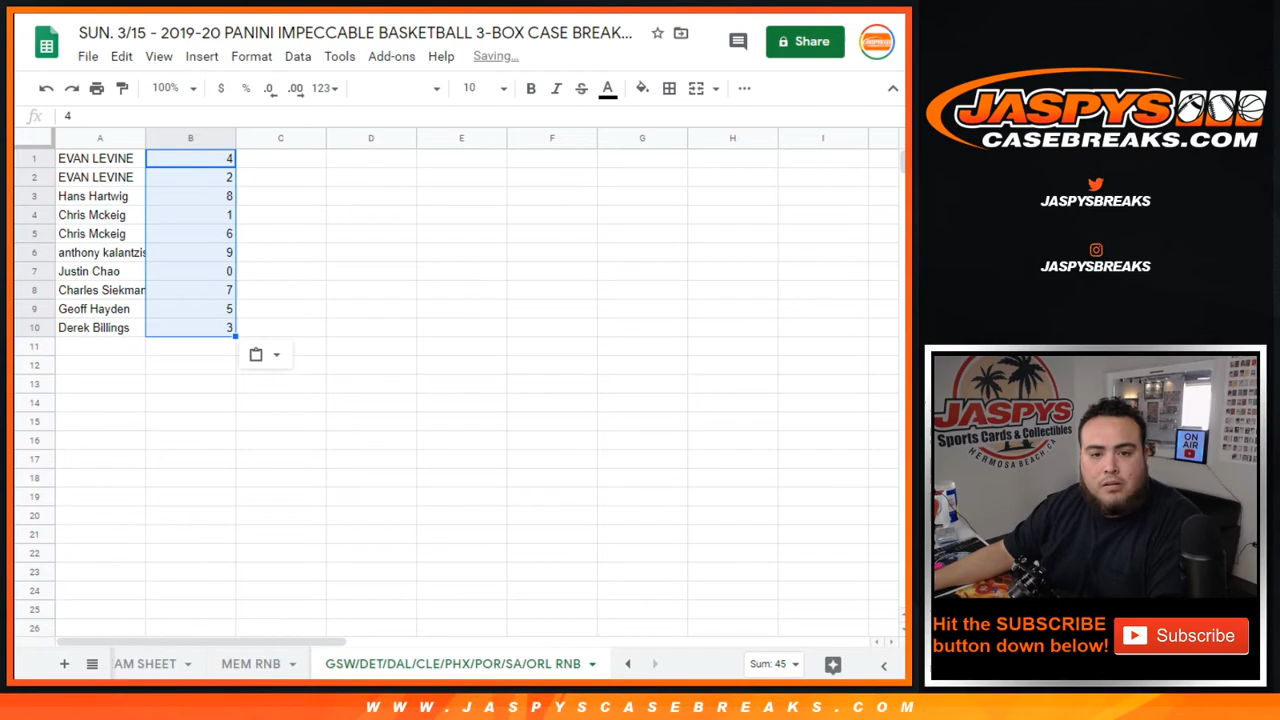 SUN. 3/15 - 2019-20 PANINI IMPECCABLE BASKETBALL 3-BOX CASE BREAK...
File Edit View Insert Format Data Tools Add-ons Help Saving...
Share
100% $ % .0 .00 123 10 B I S A
fx 4
A B C D E F G H I
1 EVAN LEVINE 4
2 EVAN LEVINE 2
3 Hans Hartwig 8
4 Chris Mckeig 1
5 Chris Mckeig 6
6 anthony kalantzis 9
7 Justin Chao 0
8 Charles Siekman 7
9 Geoff Hayden 5
10 Derek Billings 3
11
12
13
14
15
16
17
18
19
20
21
22
23
24
25
26
AM SHEET MEM RNB GSW/DET/DAL/CLE/PHX/POR/SA/ORL RNB Sum: 45
JASPYS
CASEBREAKS.COM
JASPYSBREAKS
JASPYSBREAKS
JASPYS
Sports Cards & Collectibles
HERMOSA BEACH, CA
ON
AIR
Hit the SUBSCRIBE
button down below!
Subscribe
WWW.JASPYSCASEBREAKS.COM